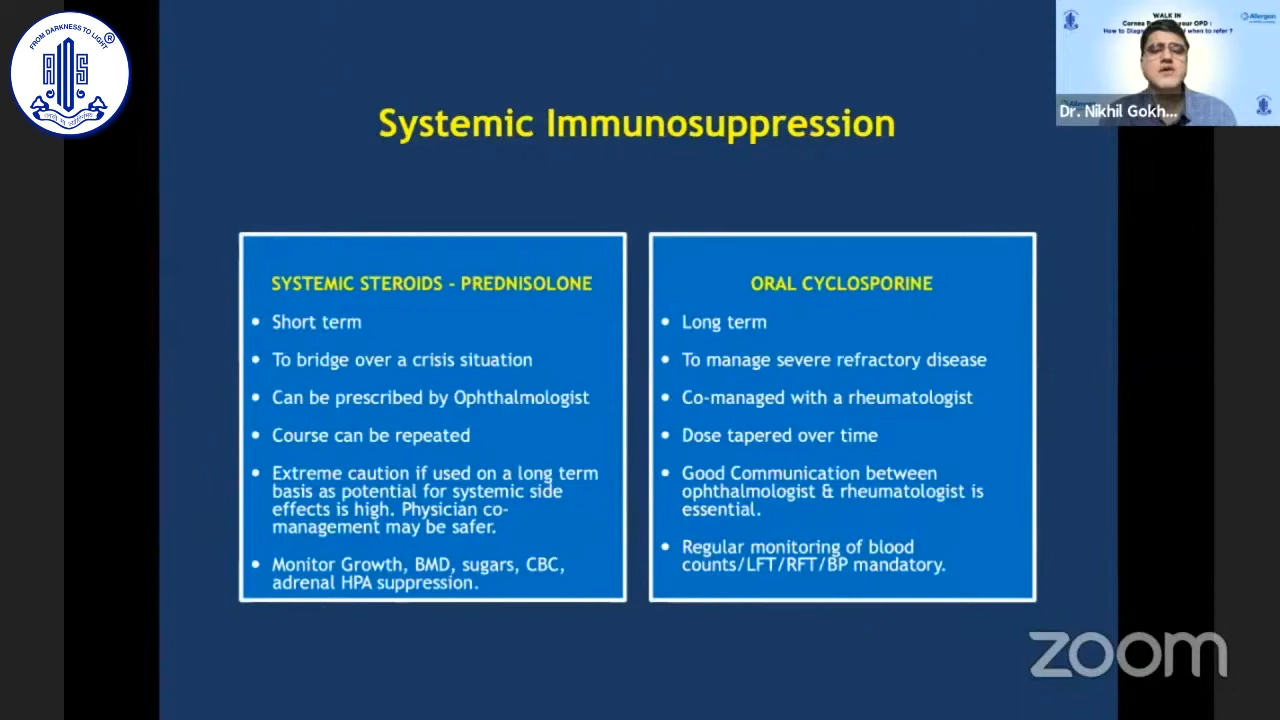 FROM DARKNESS TO LIGHT
®
WALK IN
Allergan
when to refer ?
Dr. Nikhil Gokh...
Systemic Immunosuppression
SYSTEMIC STEROIDS - PREDNISOLONE
• Short term
• To bridge over a crisis situation
• Can be prescribed by Ophthalmologist
• Course can be repeated
• Extreme caution if used on a long term
basis as potential for systemic side
effects is high. Physician co-
management may be safer.
• Monitor Growth, BMD, sugars, CBC,
adrenal HPA suppression.
ORAL CYCLOSPORINE
• Long term
• To manage severe refractory disease
• Co-managed with a rheumatologist
• Dose tapered over time
• Good Communication between
ophthalmologist & rheumatologist is
essential.
• Regular monitoring of blood
counts/LFT/RFT/BP mandatory.
zoom